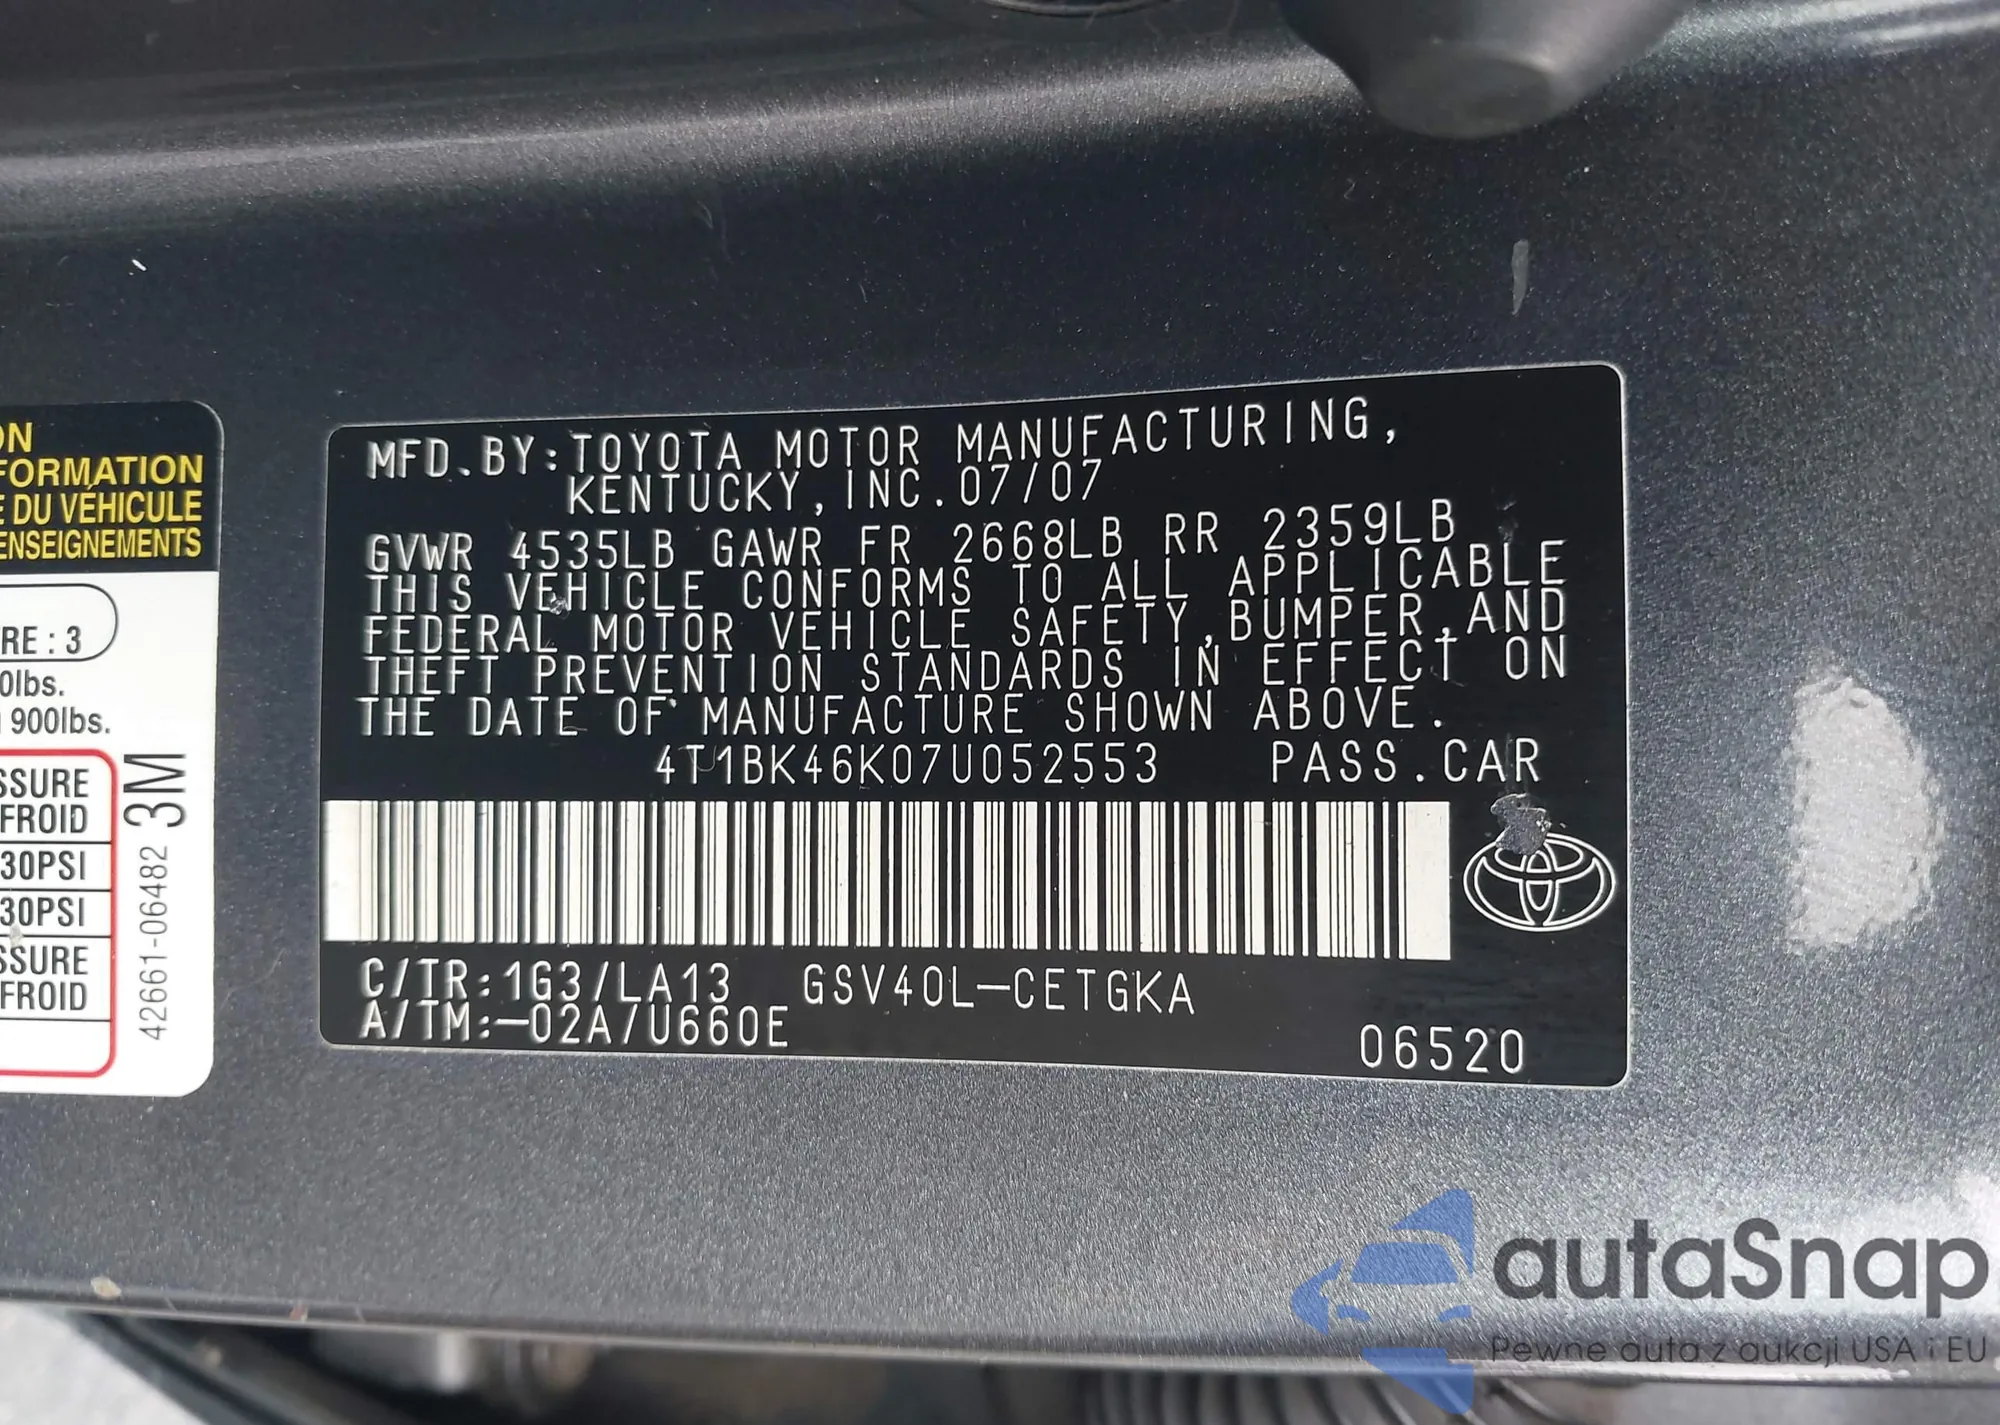 MFD.BY:TOYOTA MOTOR MANUFACTURING,
KENTUCKY,INC.07/07
GVWR 4535LB GAWR FR 2668LB RR 2359LB
THIS VEHICLE CONFORMS TO ALL APPLICABLE
FEDERAL MOTOR VEHICLE SAFETY,BUMPER,AND
THEFT PREVENTION STANDARDS IN EFFECT ON
THE DATE OF MANUFACTURE SHOWN ABOVE.
4T1BK46K07U052553 PASS.CAR
C/TR:1G3/LA13 GSV40L-CETGKA
A/TM:-02A/U660E
06520
ON
FORMATION
E DU VÉHICULE
ENSEIGNEMENTS
RE : 3
0lbs.
900lbs.
SSURE
FROID
30PSI
30PSI
SSURE
FROID
42661-06482 3M
autaSnap
Pewne auta z aukcji USA i EU